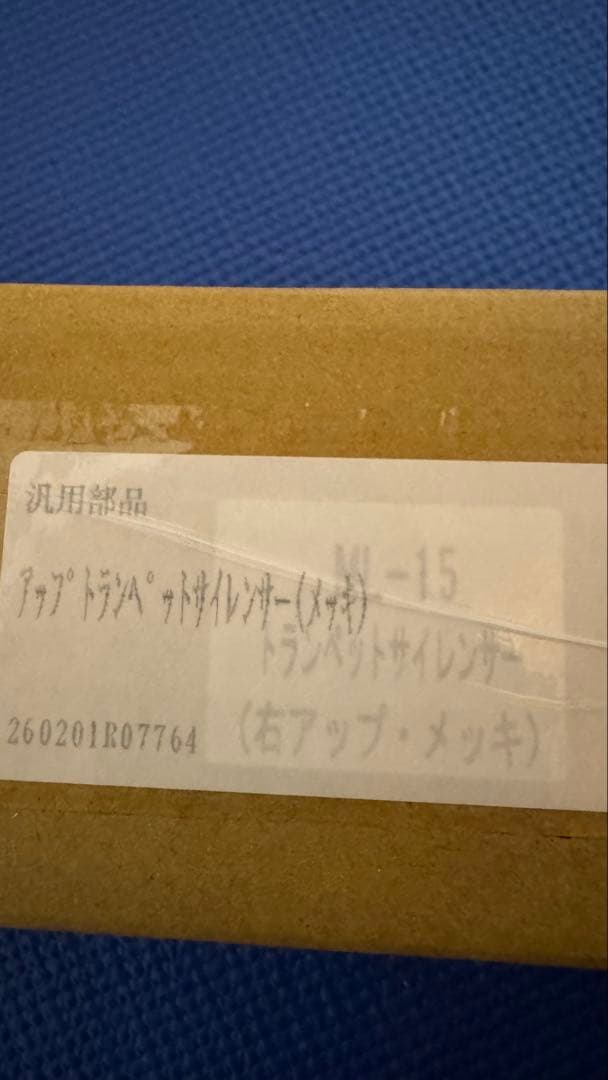 汎用部品
ｱｯﾌﾟﾄﾗﾝﾍﾟｯﾄｻｲﾚﾝｻｰ(ﾒｯｷ)
260201R07764
ML-15
トランペットサイレンサー
(右アップ・メッキ)